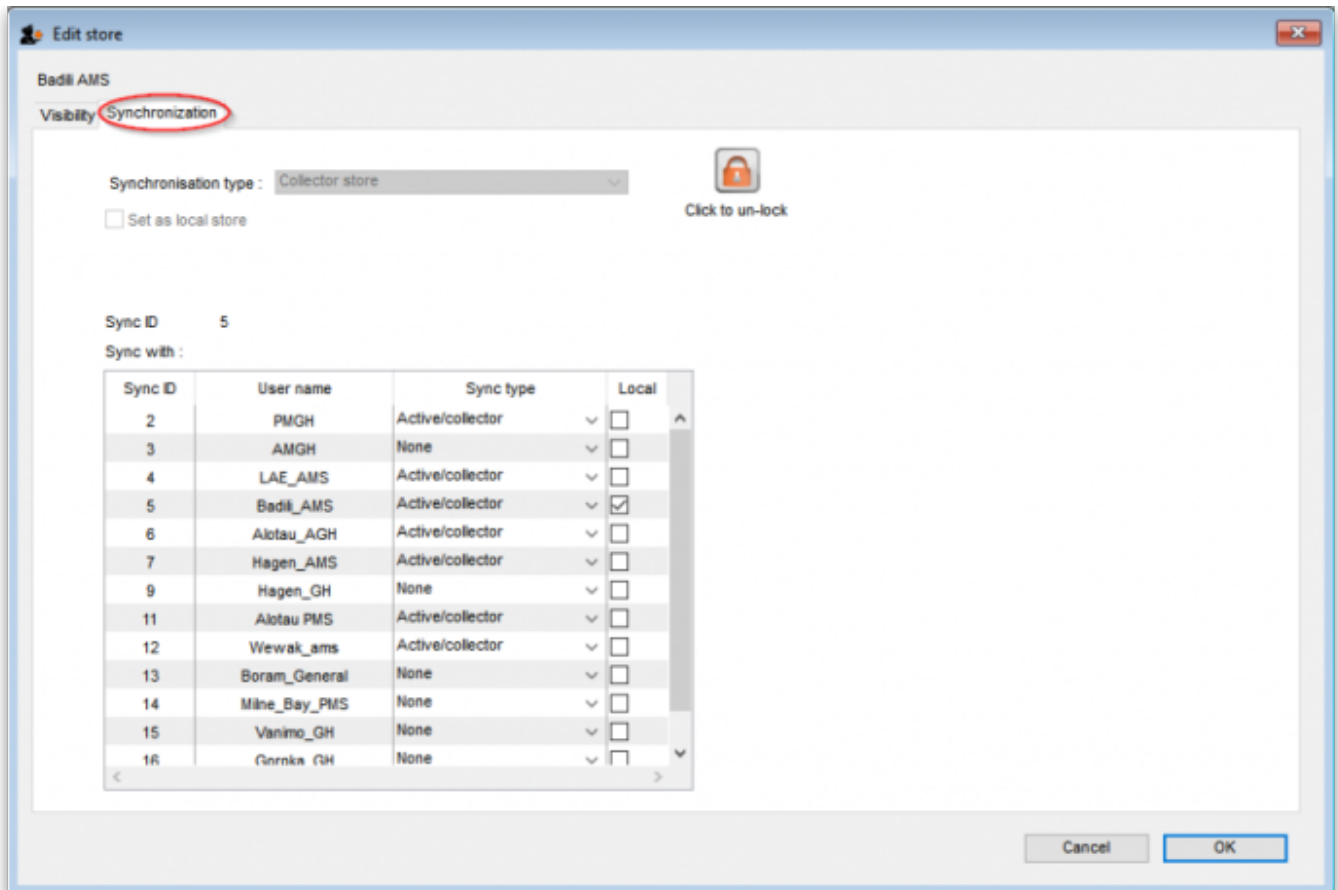 Edit store
Badili AMS
Visibility Synchronization
Synchronisation type : Collector store
Set as local store
Click to un-lock
Sync ID 5
Sync with :
Sync ID User name Sync type Local
2 PMGH Active/collector
3 AMGH None
4 LAE_AMS Active/collector
5 Badili_AMS Active/collector
6 Alotau_AGH Active/collector
7 Hagen_AMS Active/collector
9 Hagen_GH None
11 Alotau PMS Active/collector
12 Wewak_ams Active/collector
13 Boram_General None
14 Milne_Bay_PMS None
15 Vanimo_GH None
16 Gornka_GH None
Cancel OK